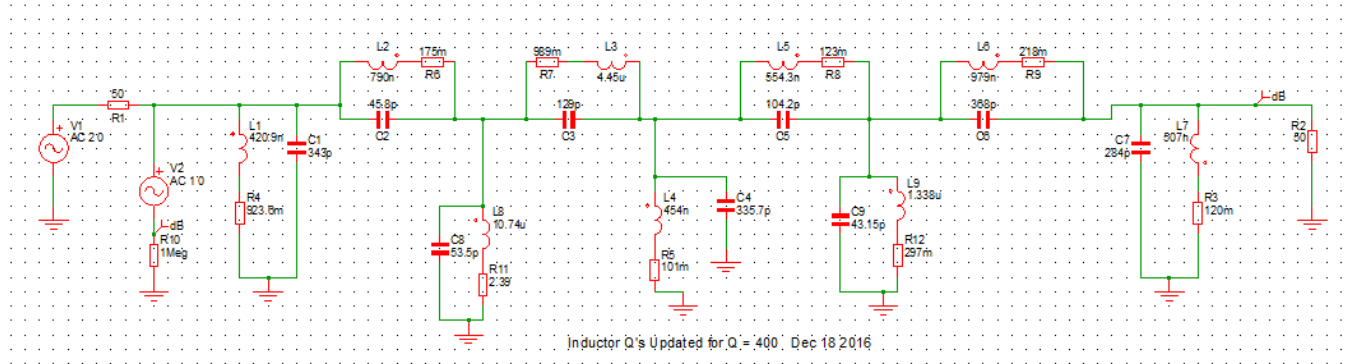 L2
175m
790n
R6
45.8p
C2
989m
L3
R7
4.45u
129p
C3
L5
123m
554.3n
R8
104.2p
C5
L6
218m
979n
R9
368p
C6
50
R1
V1
AC 2 0
V2
AC 1 0
dB
R10
1Meg
L1
420.9n
C1
343p
R4
923.6m
C8
53.5p
L8
10.74u
R11
2.39
L4
454n
C4
335.7p
R5
101m
C9
43.15p
L9
1.338u
R12
297m
C7
284p
L7
507n
R3
120m
dB
R2
50
Inductor Q's Updated for Q = 400 Dec 18 2016